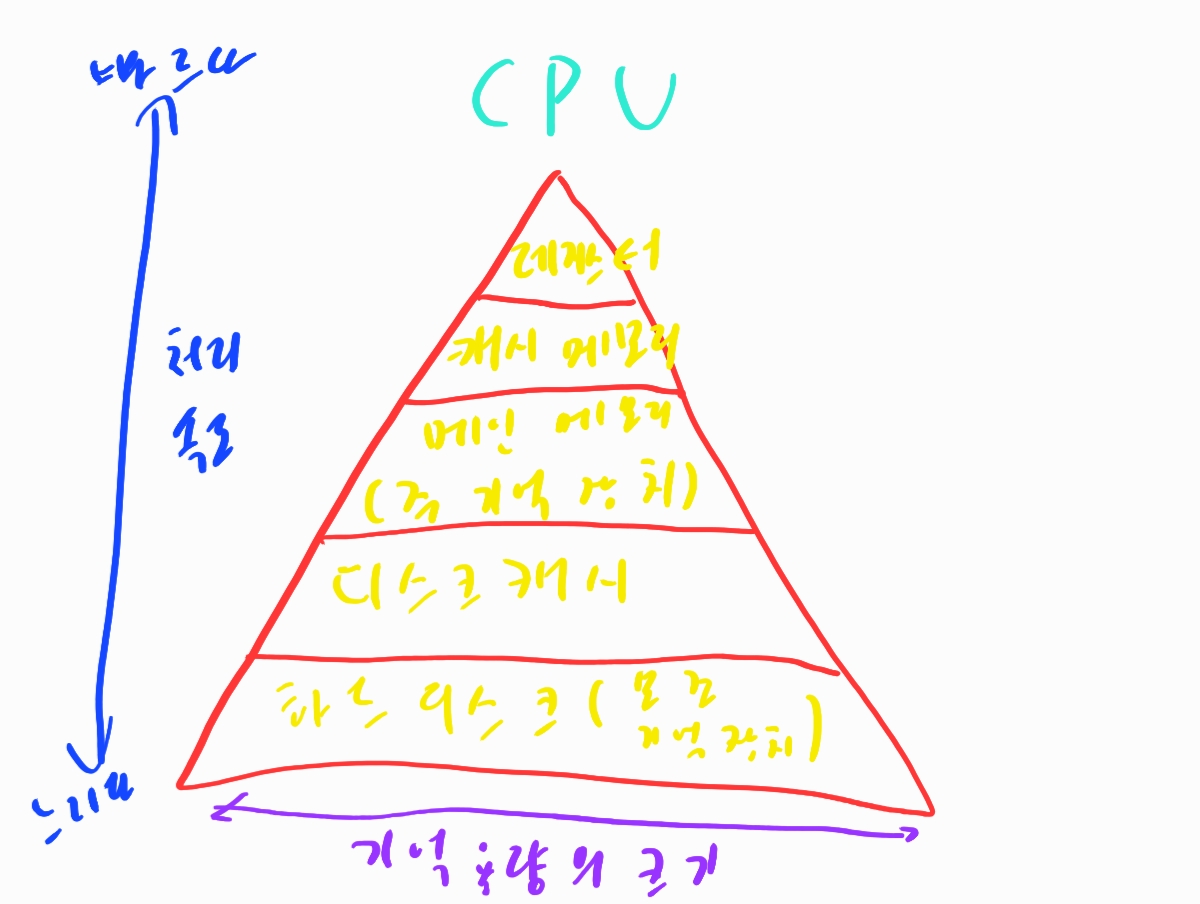 빠르다
CPU
레지스터
캐시 메모리
처리
속도
메인 메모리
(주 기억 장치)
디스크 캐시
하드 디스크 (보조
기억 장치)
느리다
기억 용량의 크기